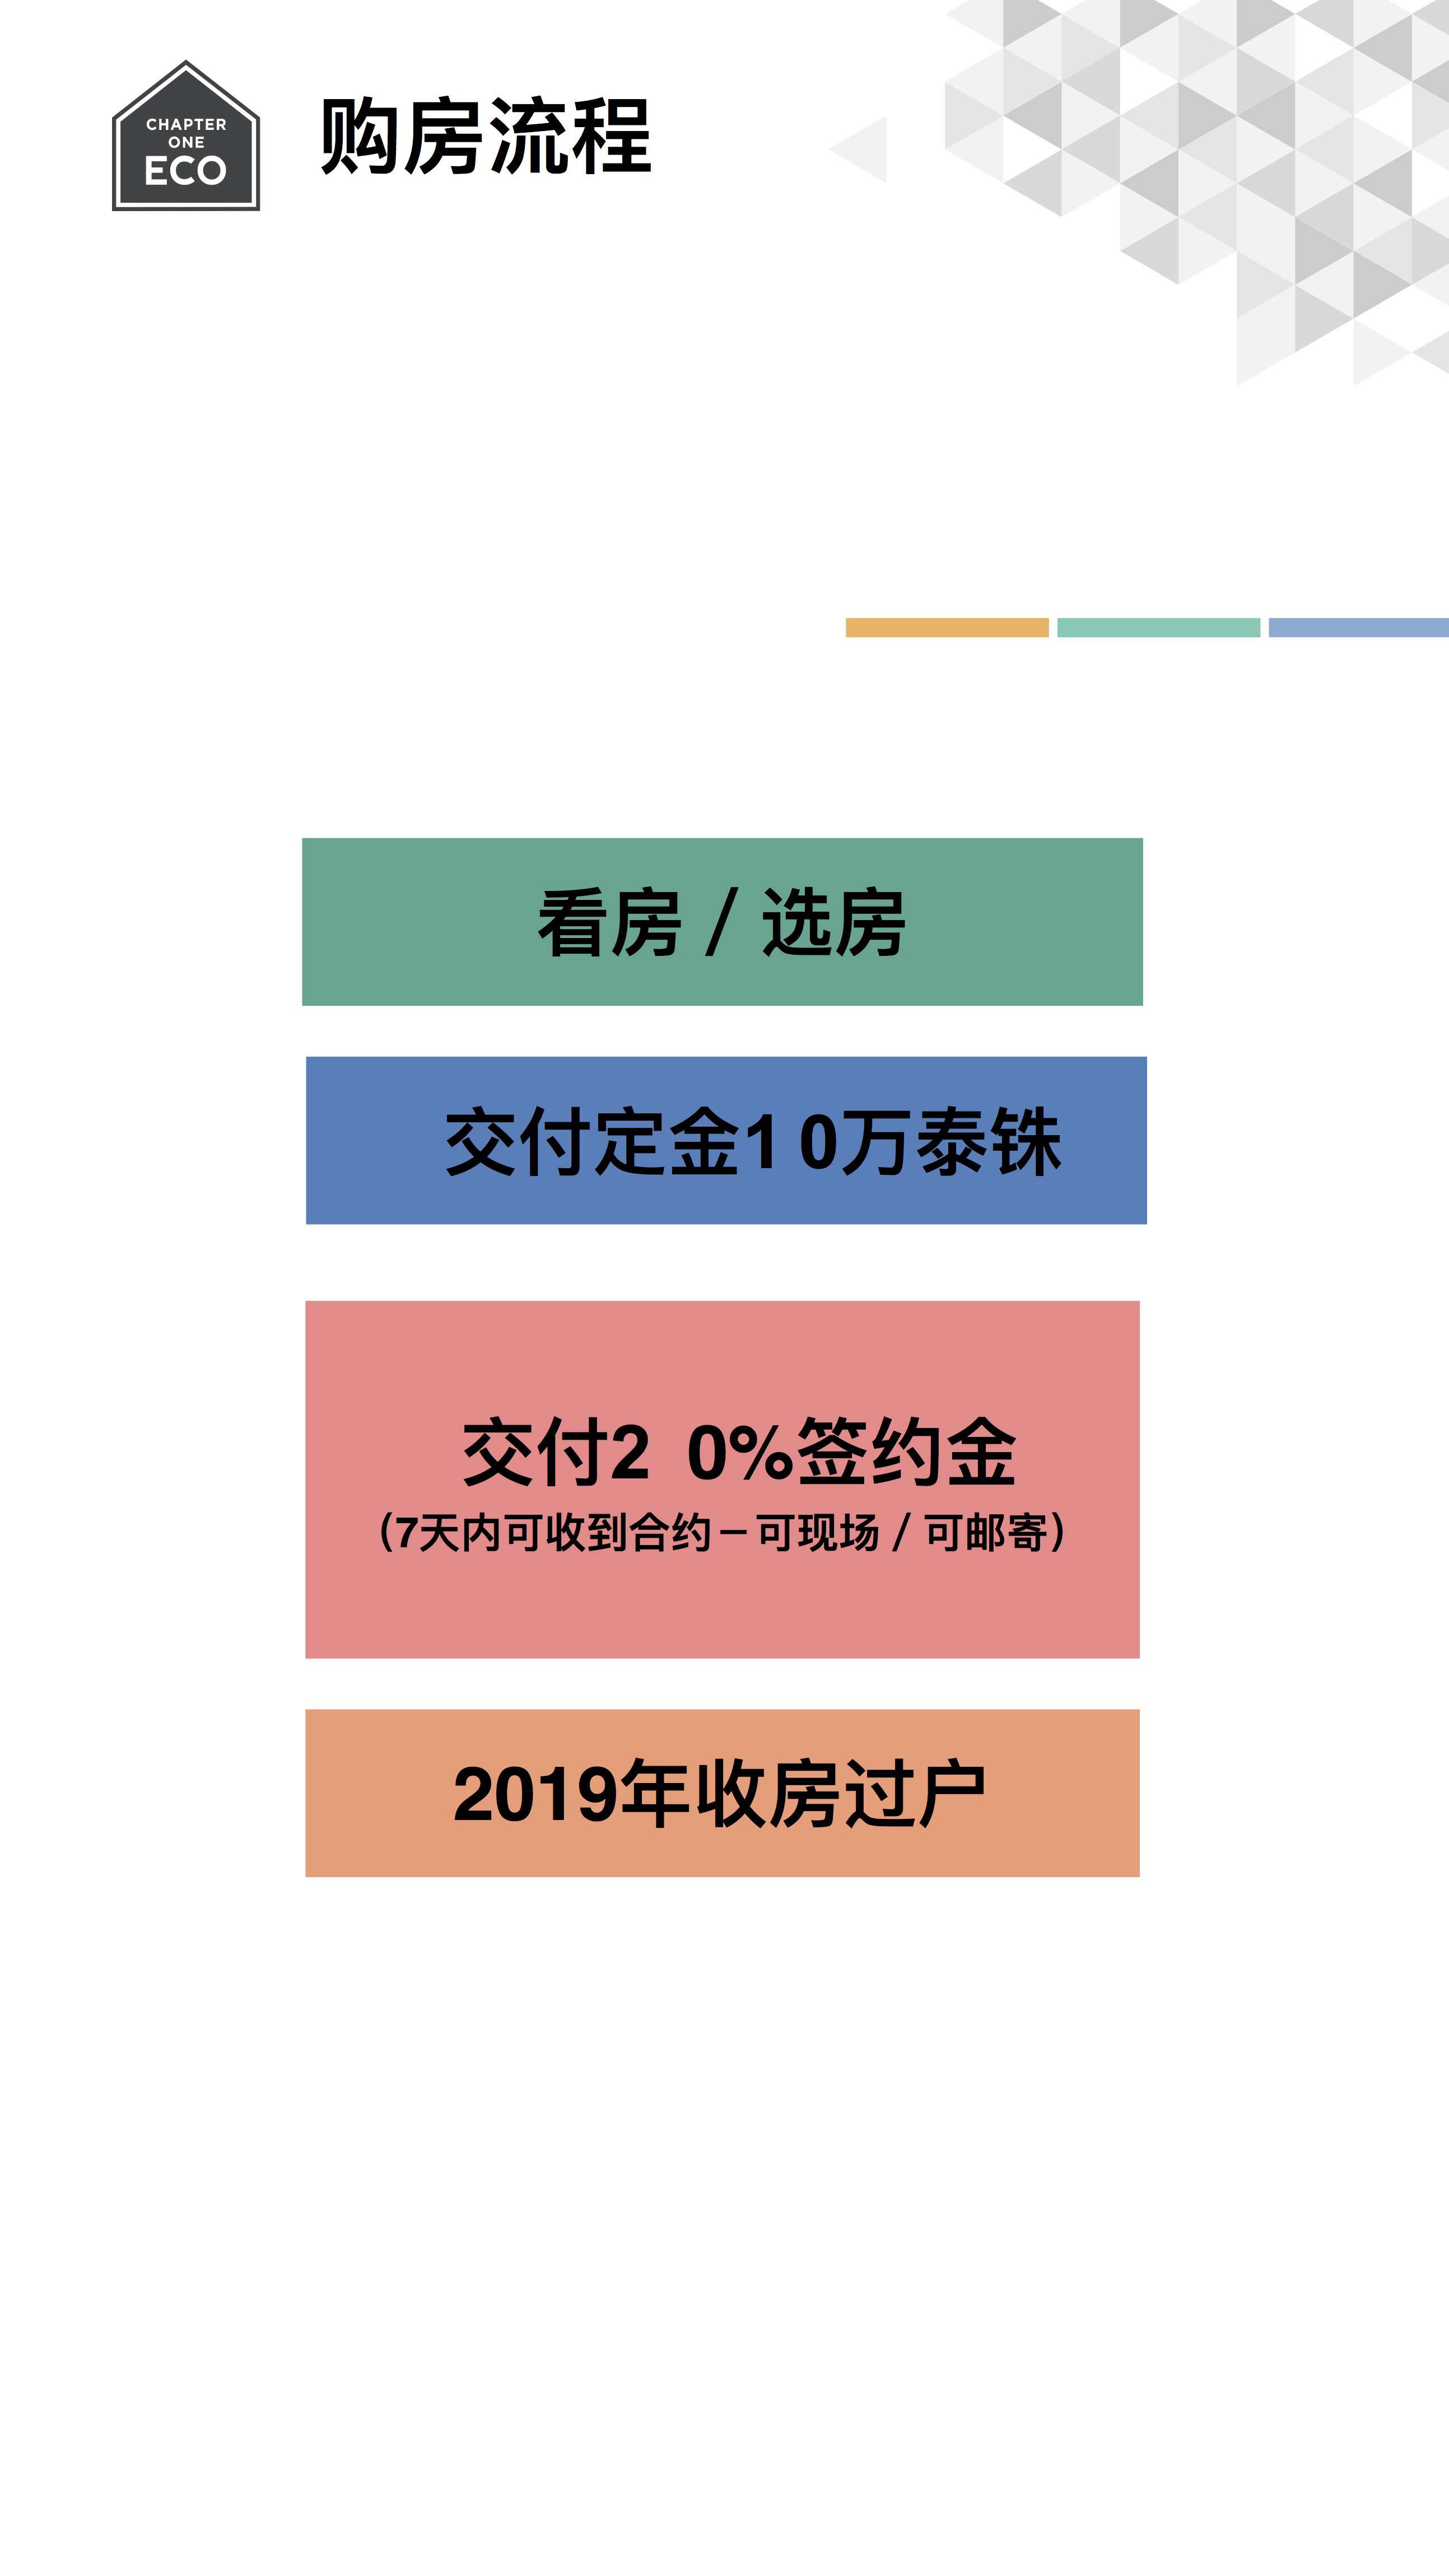 CHAPTER
ONE
ECO
购房流程
看房 / 选房
交付定金1 0万泰铢
交付2 0%签约金
（7天内可收到合约－可现场 / 可邮寄）
2019年收房过户